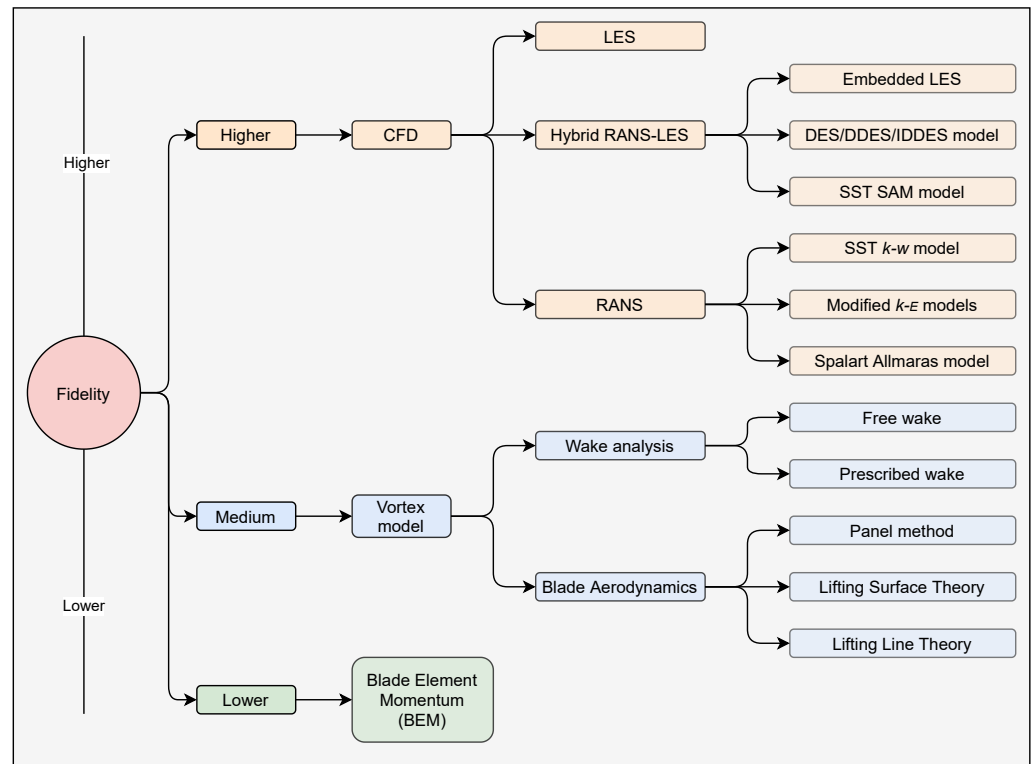 LES
Embedded LES
Higher
CFD
Hybrid RANS-LES
DES/DDES/IDDES model
Higher
SST SAM model
SST k-w model
RANS
Modified k-ᴇ models
Spalart Allmaras model
Fidelity
Free wake
Wake analysis
Prescribed wake
Medium
Vortex
model
Panel method
Blade Aerodynamics
Lifting Surface Theory
Lower
Lifting Line Theory
Lower
Blade Element
Momentum
(BEM)